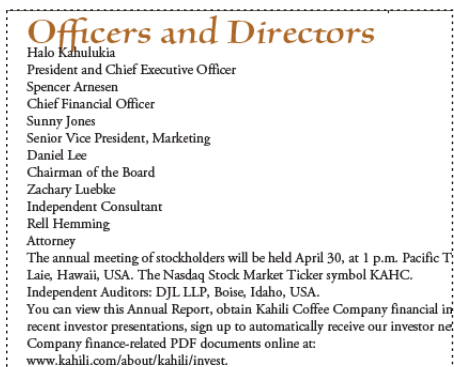 Officers and Directors
Halo Kahulukia
President and Chief Executive Officer
Spencer Arnesen
Chief Financial Officer
Sunny Jones
Senior Vice President, Marketing
Daniel Lee
Chairman of the Board
Zachary Luebke
Independent Consultant
Rell Hemming
Attorney
The annual meeting of stockholders will be held April 30, at 1 p.m. Pacific T
Laie, Hawaii, USA. The Nasdaq Stock Market Ticker symbol KAHC.
Independent Auditors: DJL LLP, Boise, Idaho, USA.
You can view this Annual Report, obtain Kahili Coffee Company financial in
recent investor presentations, sign up to automatically receive our investor ne
Company finance-related PDF documents online at:
www.kahili.com/about/kahili/invest.